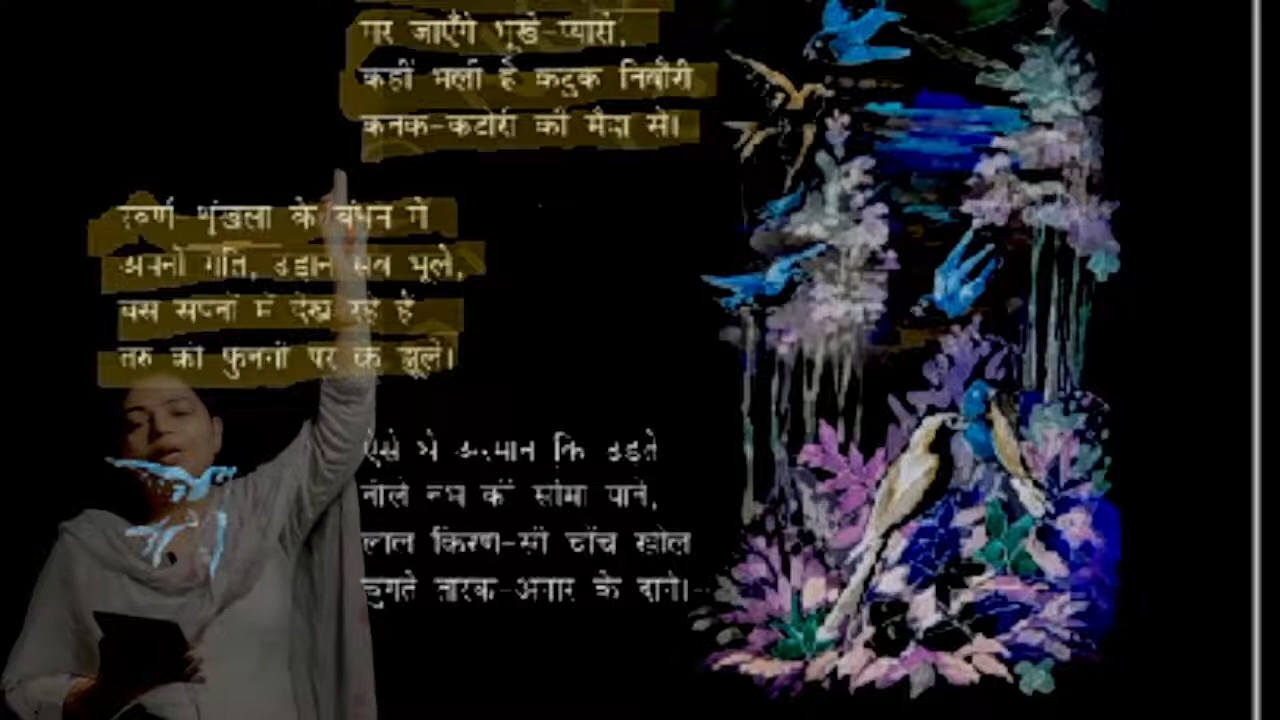 मर जाएँगे भूखे-प्यासे,
कहीं भली है कटुक निबौरी
कनक-कटोरी की मैदा से।
स्वर्ण शृंखला के बंधन में
अपनी गति, उड़ान सब भूले,
बस सपनों में देख रहे हैं
तरु की फुनगी पर के झूले।
ऐसे थे अरमान कि उड़ते
नीले नभ की सीमा पाने,
लाल किरण-सी चोंच खोल
चुगते तारक-अनार के दाने।